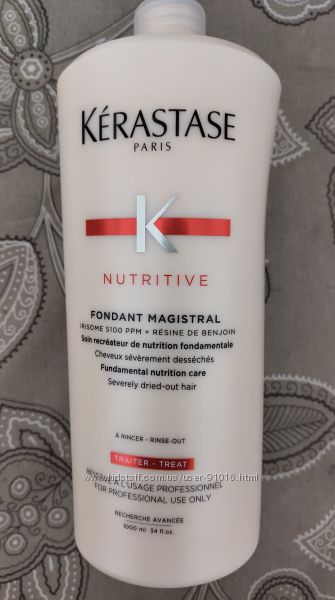 KÉRASTASE
PARIS
K
NUTRITIVE
FONDANT MAGISTRAL
IRISOME 5100 PPM + RÉSINE DE BENJOIN
Soin recréateur de nutrition fondamentale
Cheveux sévèrement desséchés
Fundamental nutrition care
Severely dried-out hair
À RINCER - RINSE-OUT
TRAITER - TREAT
RÉSERVÉ À L'USAGE PROFESSIONNEL
FOR PROFESSIONAL USE ONLY
RECHERCHE AVANCÉE
1000 ml 34 fl.oz.